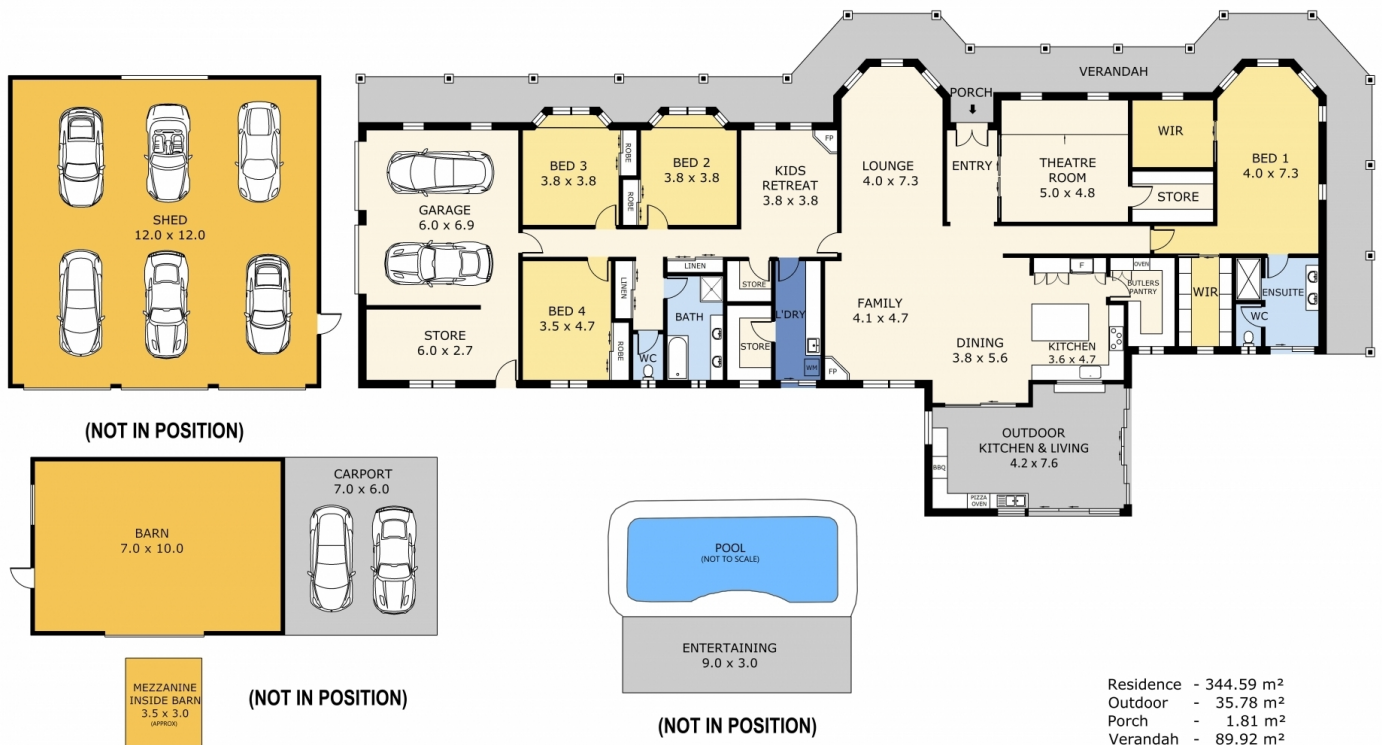 VERANDAH
PORCH
SHED
12.0 x 12.0
GARAGE
6.0 x 6.9
BED 3
3.8 x 3.8
ROBE
ROBE
BED 2
3.8 x 3.8
KIDS
RETREAT
3.8 x 3.8
FP
LOUNGE
4.0 x 7.3
ENTRY
THEATRE
ROOM
5.0 x 4.8
WIR
STORE
BED 1
4.0 x 7.3
STORE
6.0 x 2.7
BED 4
3.5 x 4.7
LINEN
ROBE
LINEN
BATH
WC
STORE
STORE
L'DRY
WM
FP
FAMILY
4.1 x 4.7
DINING
3.8 x 5.6
F
KITCHEN
3.6 x 4.7
OVEN
BUTLERS
PANTRY
WIR
ENSUITE
WC
OUTDOOR
KITCHEN & LIVING
4.2 x 7.6
BBQ
PIZZA
OVEN
(NOT IN POSITION)
BARN
7.0 x 10.0
CARPORT
7.0 x 6.0
MEZZANINE
INSIDE BARN
3.5 x 3.0
(APPROX)
(NOT IN POSITION)
POOL
(NOT TO SCALE)
ENTERTAINING
9.0 x 3.0
(NOT IN POSITION)
Residence - 344.59 m²
Outdoor - 35.78 m²
Porch - 1.81 m²
Verandah - 89.92 m²